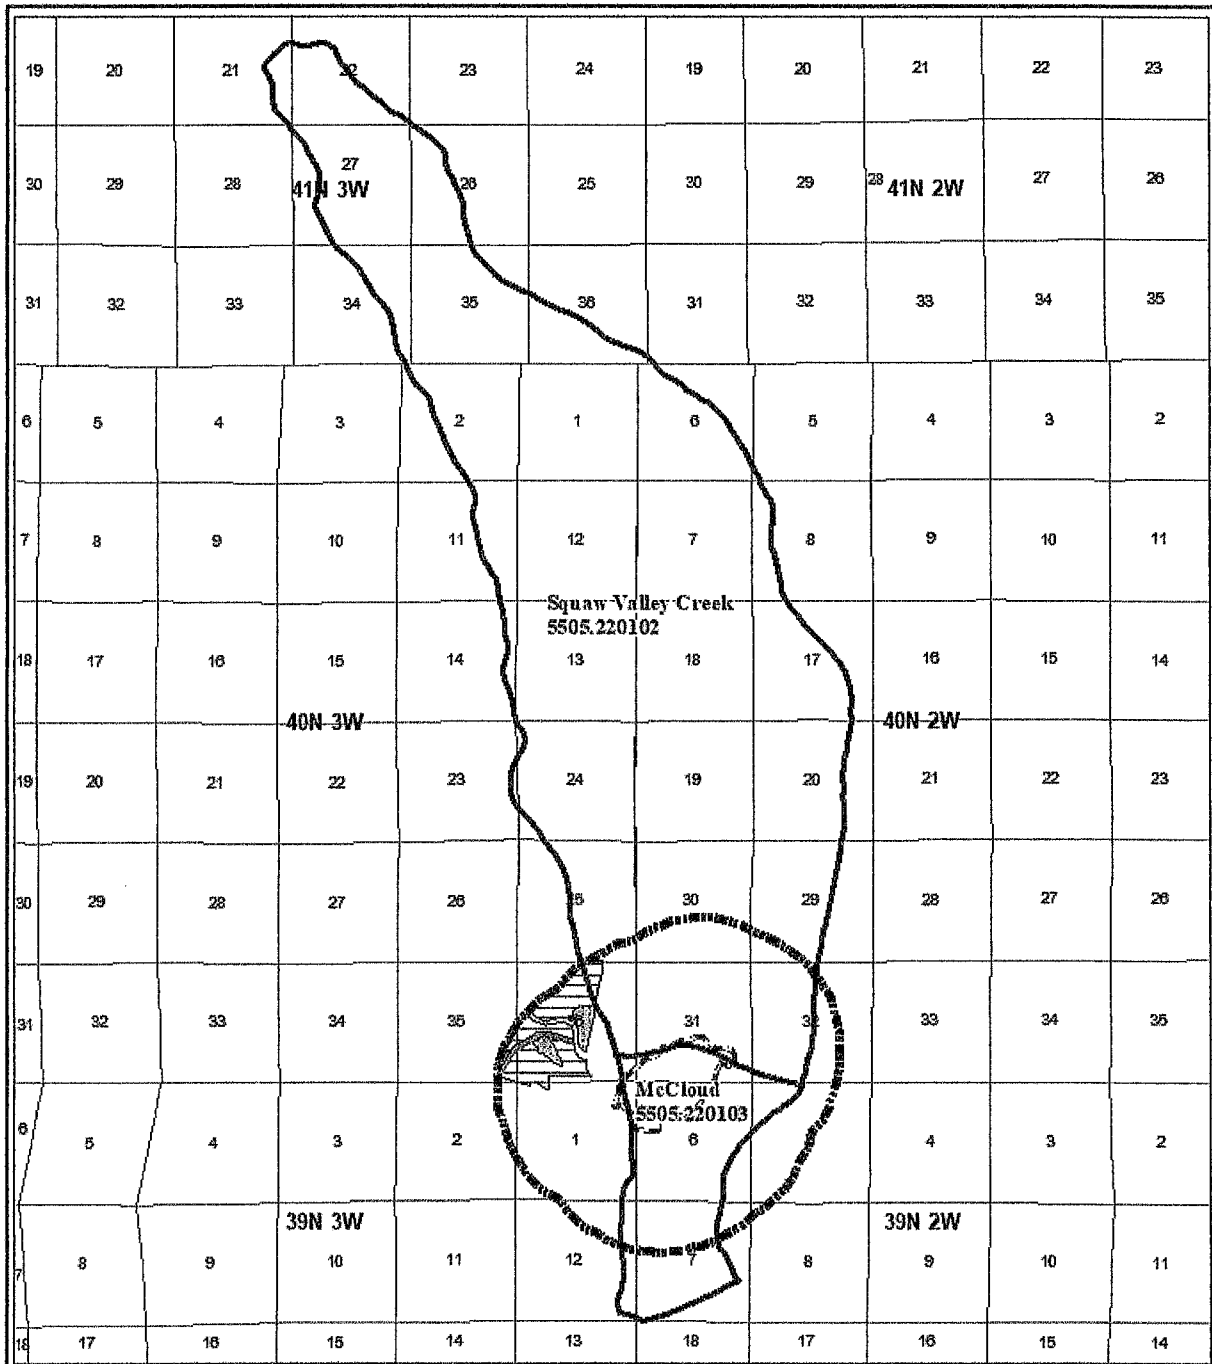 19 20 21 22 23 24 19 20 21 22 23
30 29 28 27 26 25 30 29 28 27 26
41N 3W 41N 2W
31 32 33 34 35 36 31 32 33 34 35
6 5 4 3 2 1 6 5 4 3 2
7 8 9 10 11 12 7 8 9 10 11
Squaw Valley Creek
5505.220102
18 17 16 15 14 13 18 17 16 15 14
40N 3W 40N 2W
19 20 21 22 23 24 19 20 21 22 23
30 29 28 27 26 25 30 29 28 27 26
31 32 33 34 35 31 32 33 34 35
McCloud
5505.220103
6 5 4 3 2 1 6 4 3 2
39N 3W 39N 2W
7 8 9 10 11 12 7 8 9 10 11
18 17 16 15 14 13 18 17 16 15 14